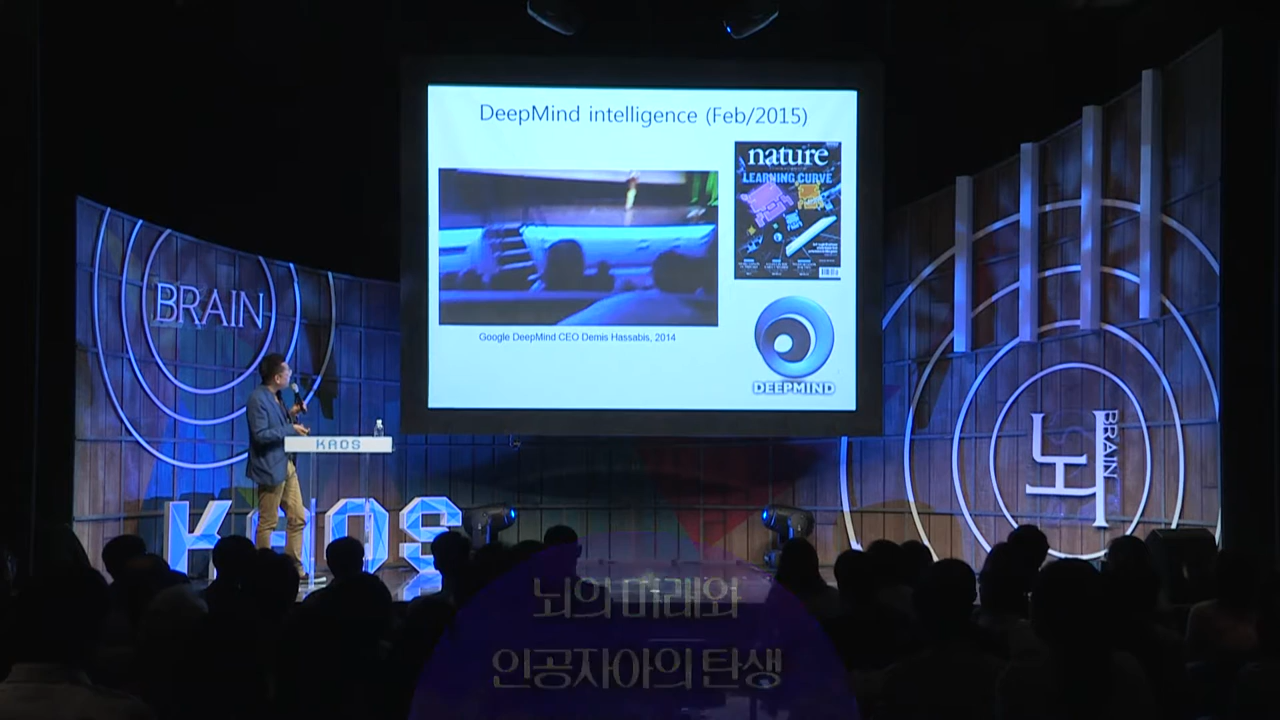 DeepMind intelligence (Feb/2015)
nature
LEARNING CURVE
Google DeepMind CEO Demis Hassabis, 2014
DEEPMIND
BRAIN
KAOS
KAOS
뇌
BRAIN
뇌의 미래와
인공자아의 탄생